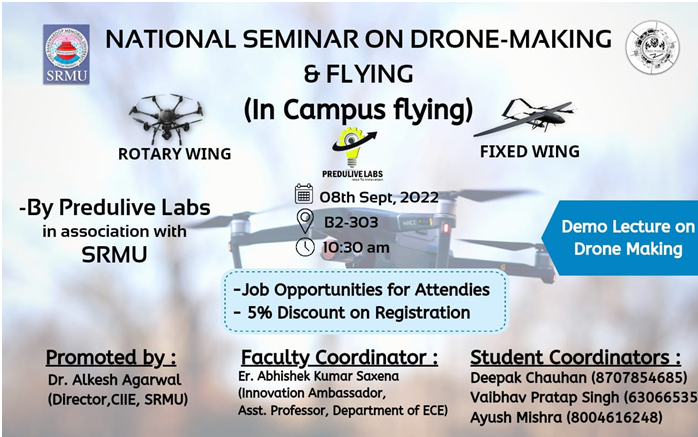 SRMU
NATIONAL SEMINAR ON DRONE-MAKING
& FLYING
(In Campus flying)
ROTARY WING
FIXED WING
PREDULIVE LABS
-By Predulive Labs
in association with
SRMU
08th Sept, 2022
B2-303
10:30 am
Demo Lecture on
Drone Making
-Job Opportunities for Attendies
- 5% Discount on Registration
Promoted by :
Dr. Alkesh Agarwal
(Director,CIIE, SRMU)
Faculty Coordinator :
Er. Abhishek Kumar Saxena
(Innovation Ambassador,
Asst. Professor, Department of ECE)
Student Coordinators :
Deepak Chauhan (8707854685)
Vaibhav Pratap Singh (63066535
Ayush Mishra (8004616248)